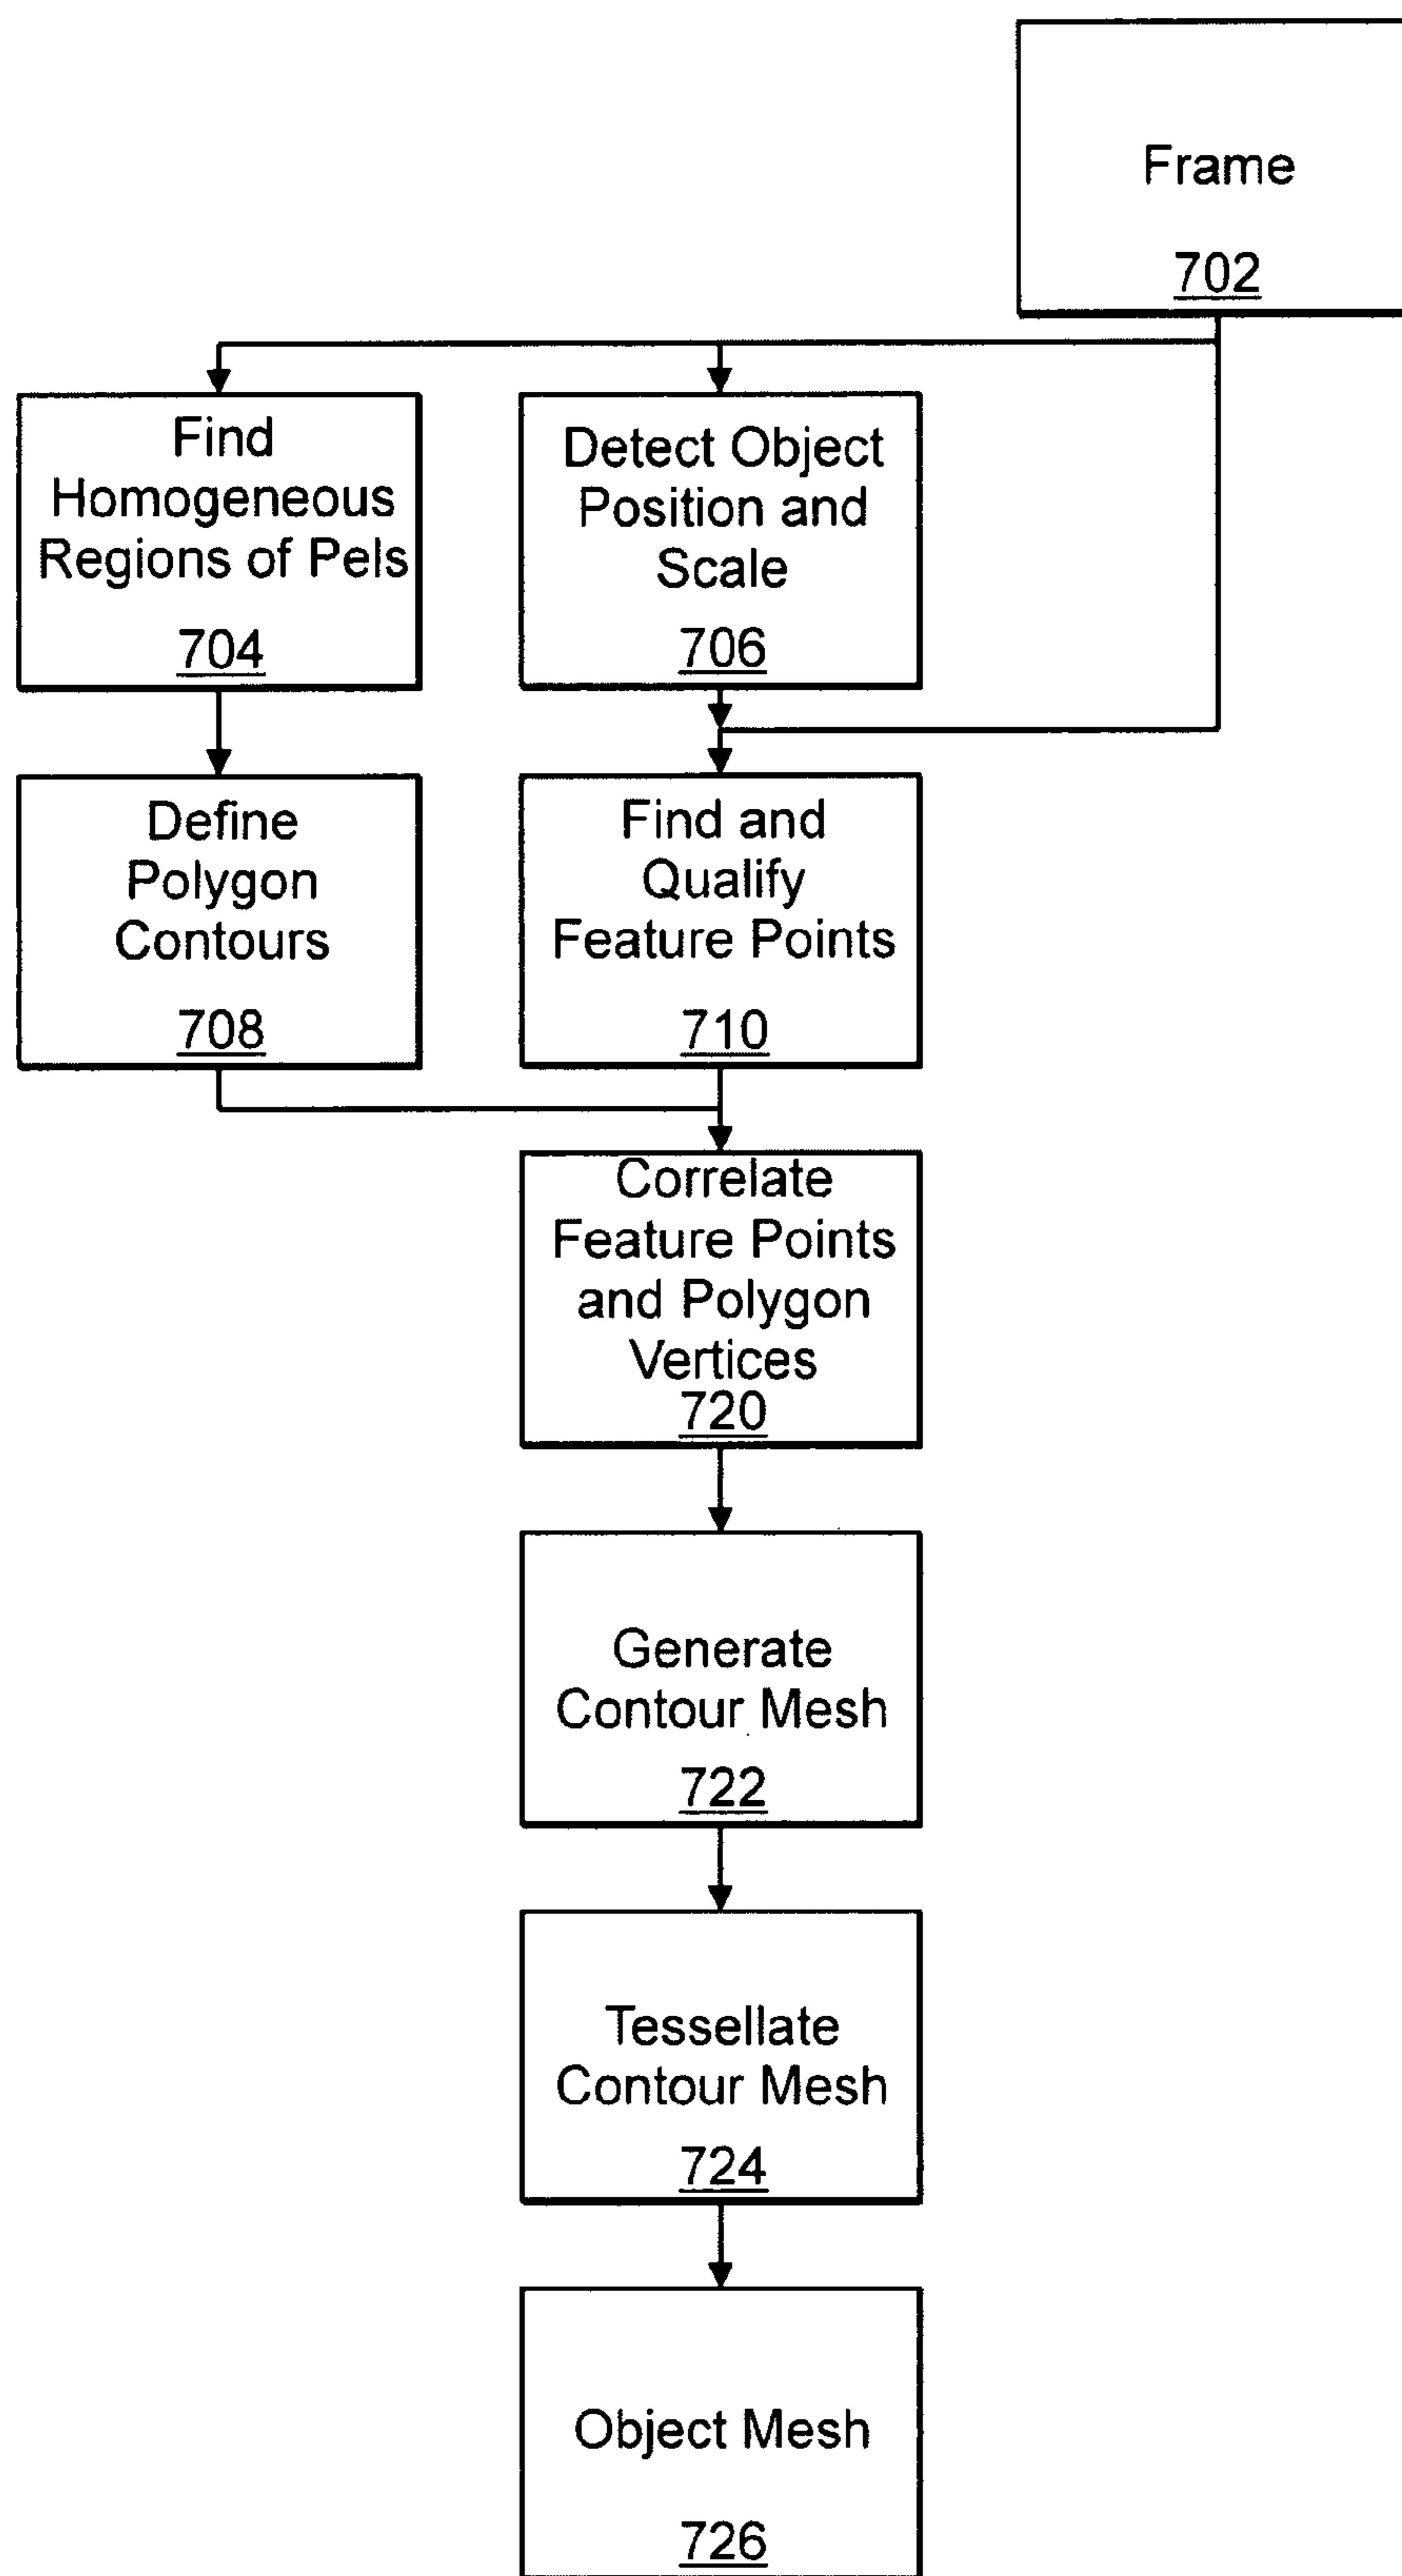 Frame
702
Find
Homogeneous
Regions of Pels
704
Detect Object
Position and
Scale
706
Define
Polygon
Contours
708
Find and
Qualify
Feature Points
710
Correlate
Feature Points
and Polygon
Vertices
720
Generate
Contour Mesh
722
Tessellate
Contour Mesh
724
Object Mesh
726